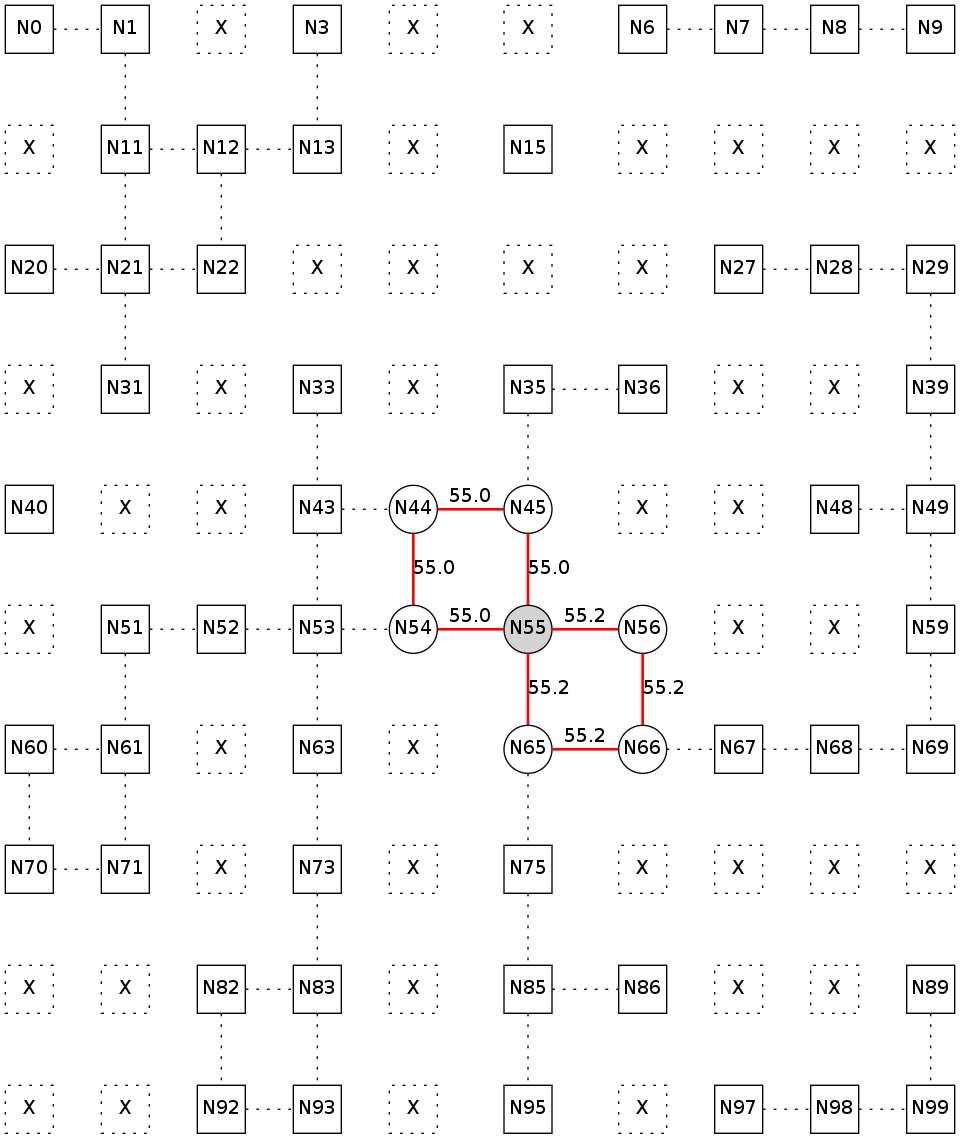 N0 N1 X N3 X X N6 N7 N8 N9
X N11 N12 N13 X N15 X X X X
N20 N21 N22 X X X X N27 N28 N29
X N31 X N33 X N35 N36 X X N39
55.0
N40 X X N43 N44 N45 X X N48 N49
55.0 55.0
55.0 55.2
X N51 N52 N53 N54 N55 N56 X X N59
55.2 55.2
55.2
N60 N61 X N63 X N65 N66 N67 N68 N69
N70 N71 X N73 X N75 X X X X
X X N82 N83 X N85 N86 X X N89
X X N92 N93 X N95 X N97 N98 N99